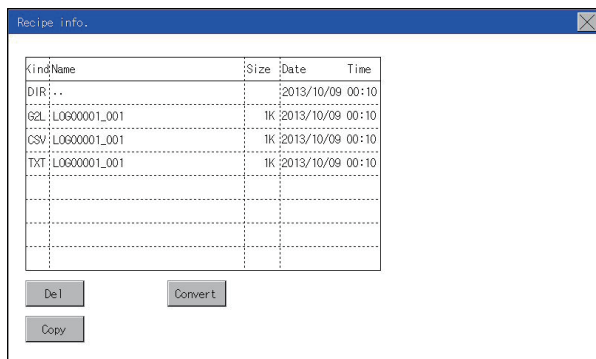 Recipe info.
Kind Name Size Date Time
DIR .. 2013/10/09 00:10
G2L LOG00001_001 1K 2013/10/09 00:10
CSV LOG00001_001 1K 2013/10/09 00:10
TXT LOG00001_001 1K 2013/10/09 00:10
Del Convert
Copy